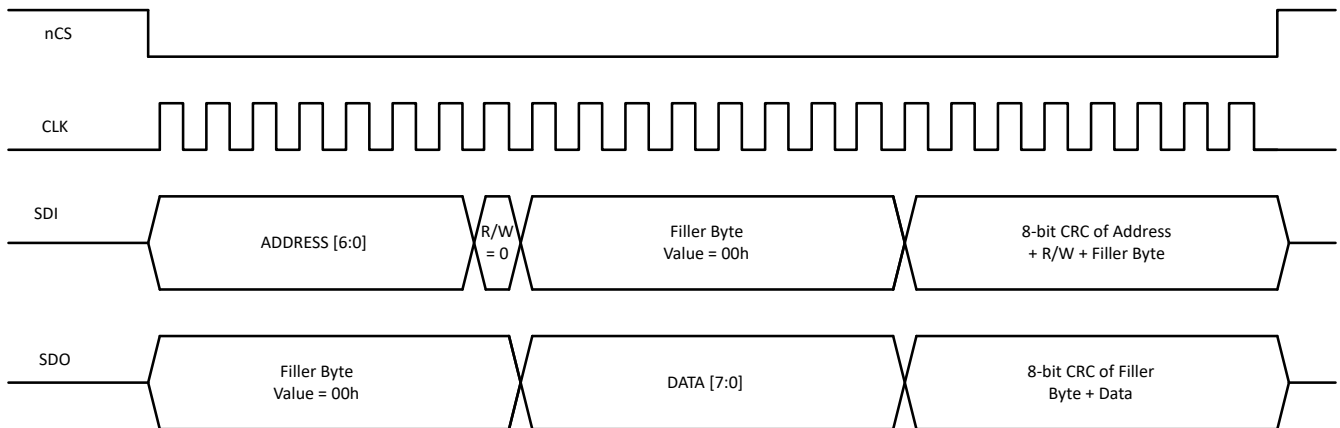 nCS
CLK
SDI
ADDRESS [6:0]
R/W
= 0
Filler Byte
Value = 00h
8-bit CRC of Address
+ R/W + Filler Byte
SDO
Filler Byte
Value = 00h
DATA [7:0]
8-bit CRC of Filler
Byte + Data